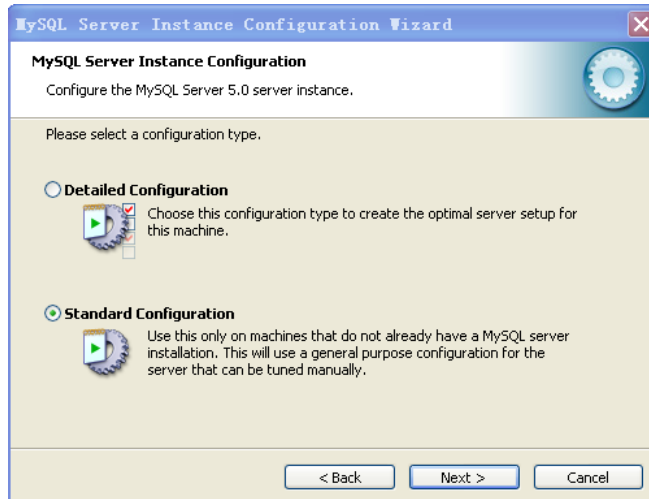 MySQL Server Instance Configuration Wizard
MySQL Server Instance Configuration
Configure the MySQL Server 5.0 server instance.
Please select a configuration type.
Detailed Configuration
Choose this configuration type to create the optimal server setup for
this machine.
Standard Configuration
Use this only on machines that do not already have a MySQL server
installation. This will use a general purpose configuration for the
server that can be tuned manually.
< Back Next > Cancel